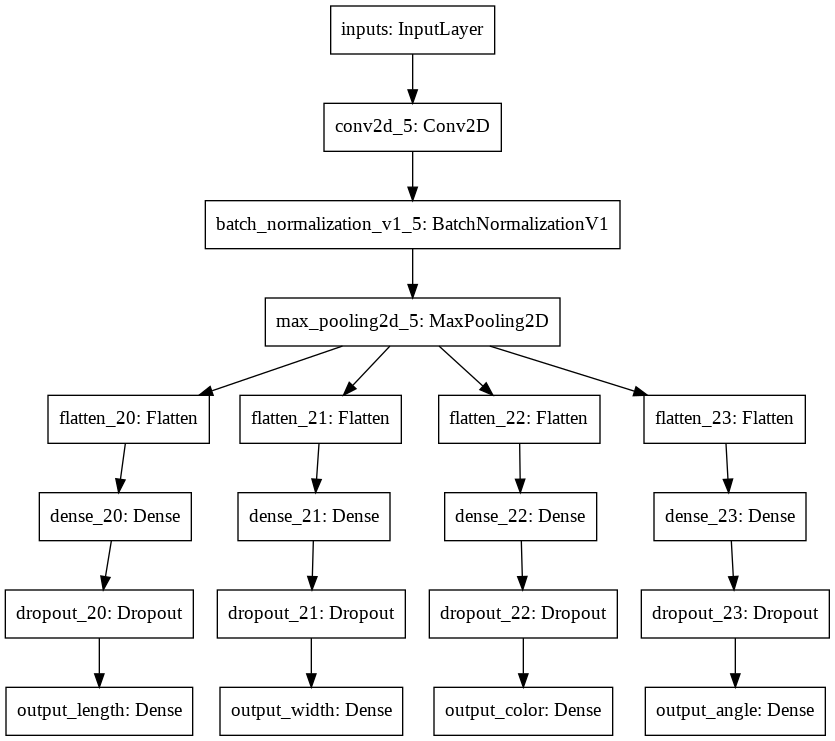 inputs: InputLayer
conv2d_5: Conv2D
batch_normalization_v1_5: BatchNormalizationV1
max_pooling2d_5: MaxPooling2D
flatten_20: Flatten
flatten_21: Flatten
flatten_22: Flatten
flatten_23: Flatten
dense_20: Dense
dense_21: Dense
dense_22: Dense
dense_23: Dense
dropout_20: Dropout
dropout_21: Dropout
dropout_22: Dropout
dropout_23: Dropout
output_length: Dense
output_width: Dense
output_color: Dense
output_angle: Dense